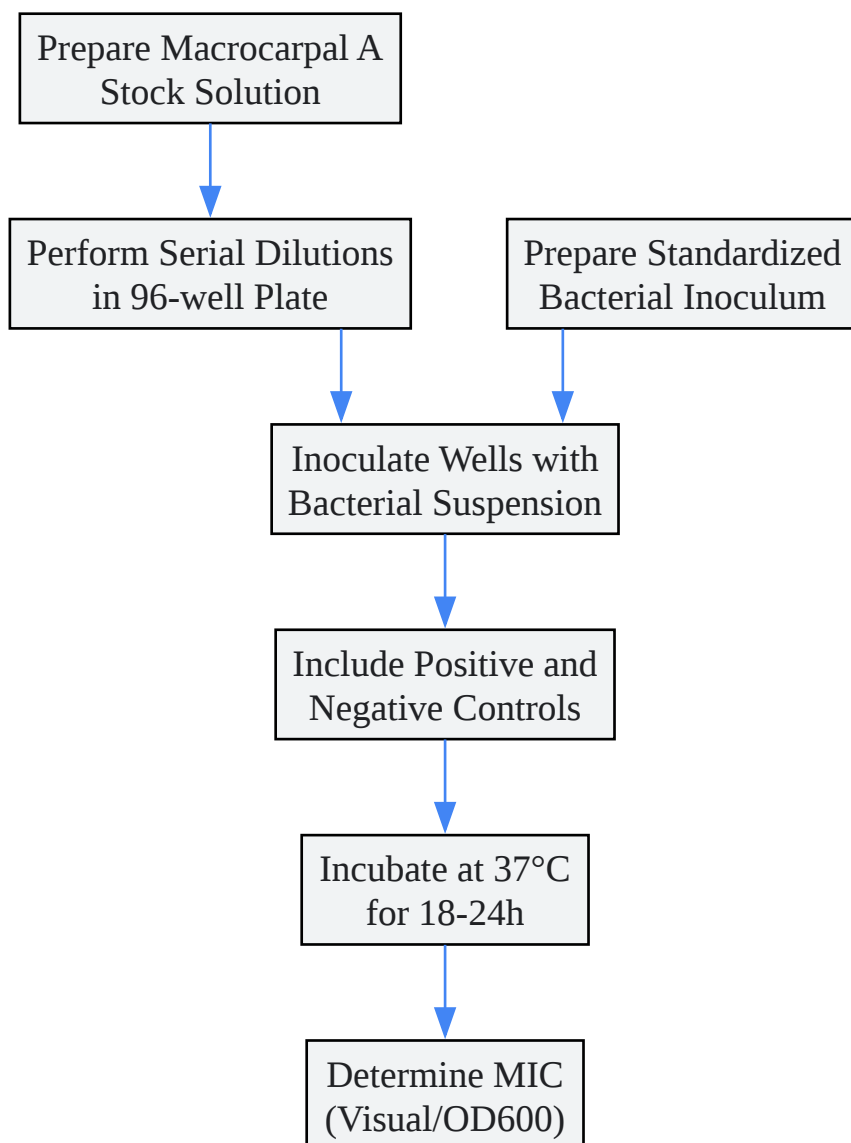 Prepare Macrocarpal A
Stock Solution
Perform Serial Dilutions
in 96-well Plate
Prepare Standardized
Bacterial Inoculum
Inoculate Wells with
Bacterial Suspension
Include Positive and
Negative Controls
Incubate at 37°C
for 18-24h
Determine MIC
(Visual/OD600)